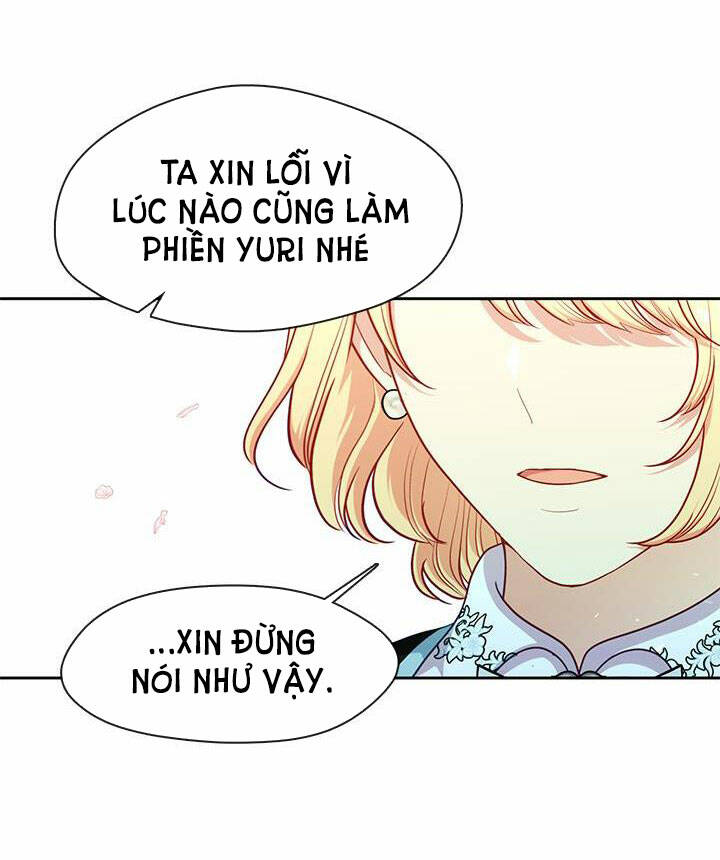 TA XIN LỖI VÌ
LÚC NÀO CŨNG LÀM
PHIỀN YURI NHÉ
...XIN ĐỪNG
NÓI NHƯ VẬY.